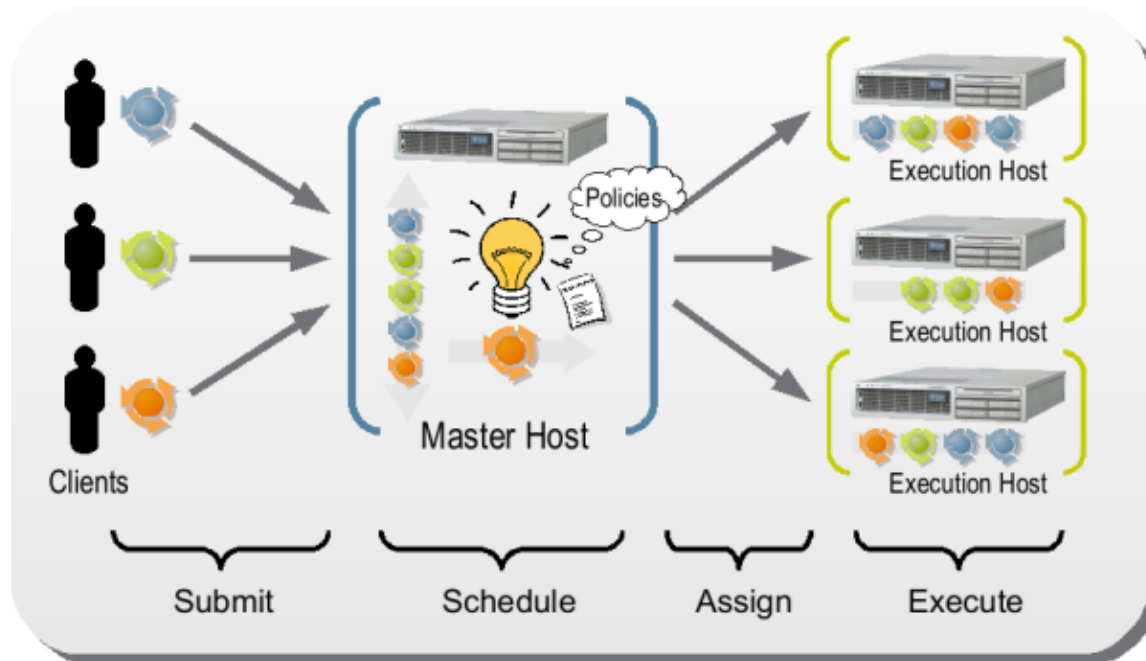 Clients
Policies
Master Host
Execution Host
Execution Host
Execution Host
Submit
Schedule
Assign
Execute